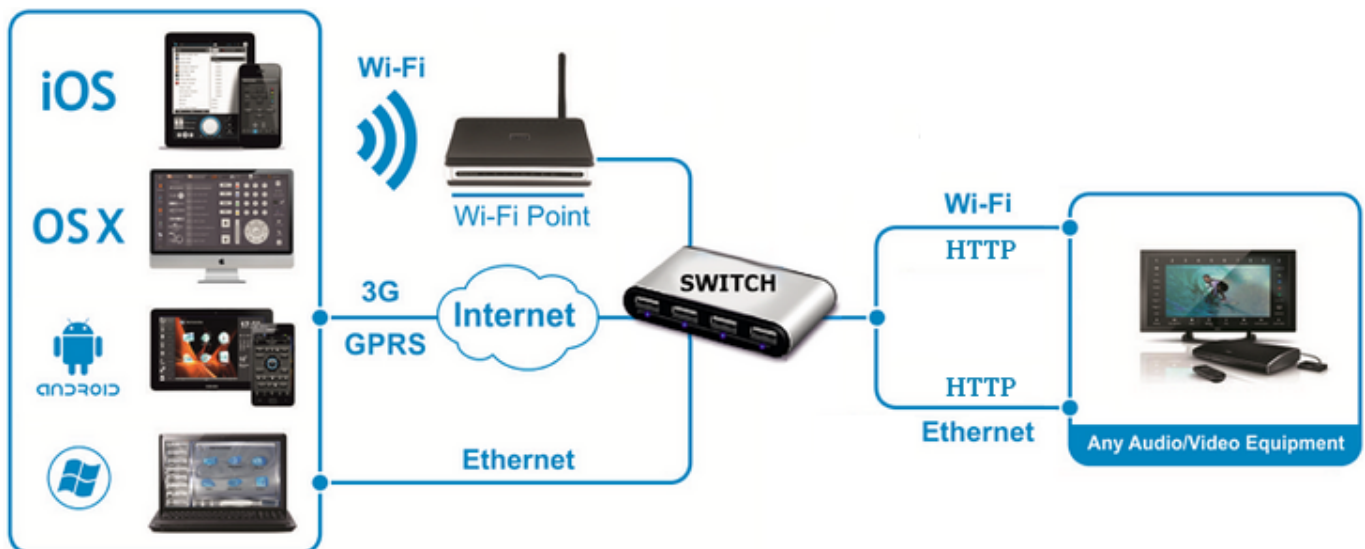 iOS
OS X
android
Wi-Fi
Wi-Fi Point
3G
GPRS
Internet
Ethernet
SWITCH
Wi-Fi
HTTP
HTTP
Ethernet
Any Audio/Video Equipment